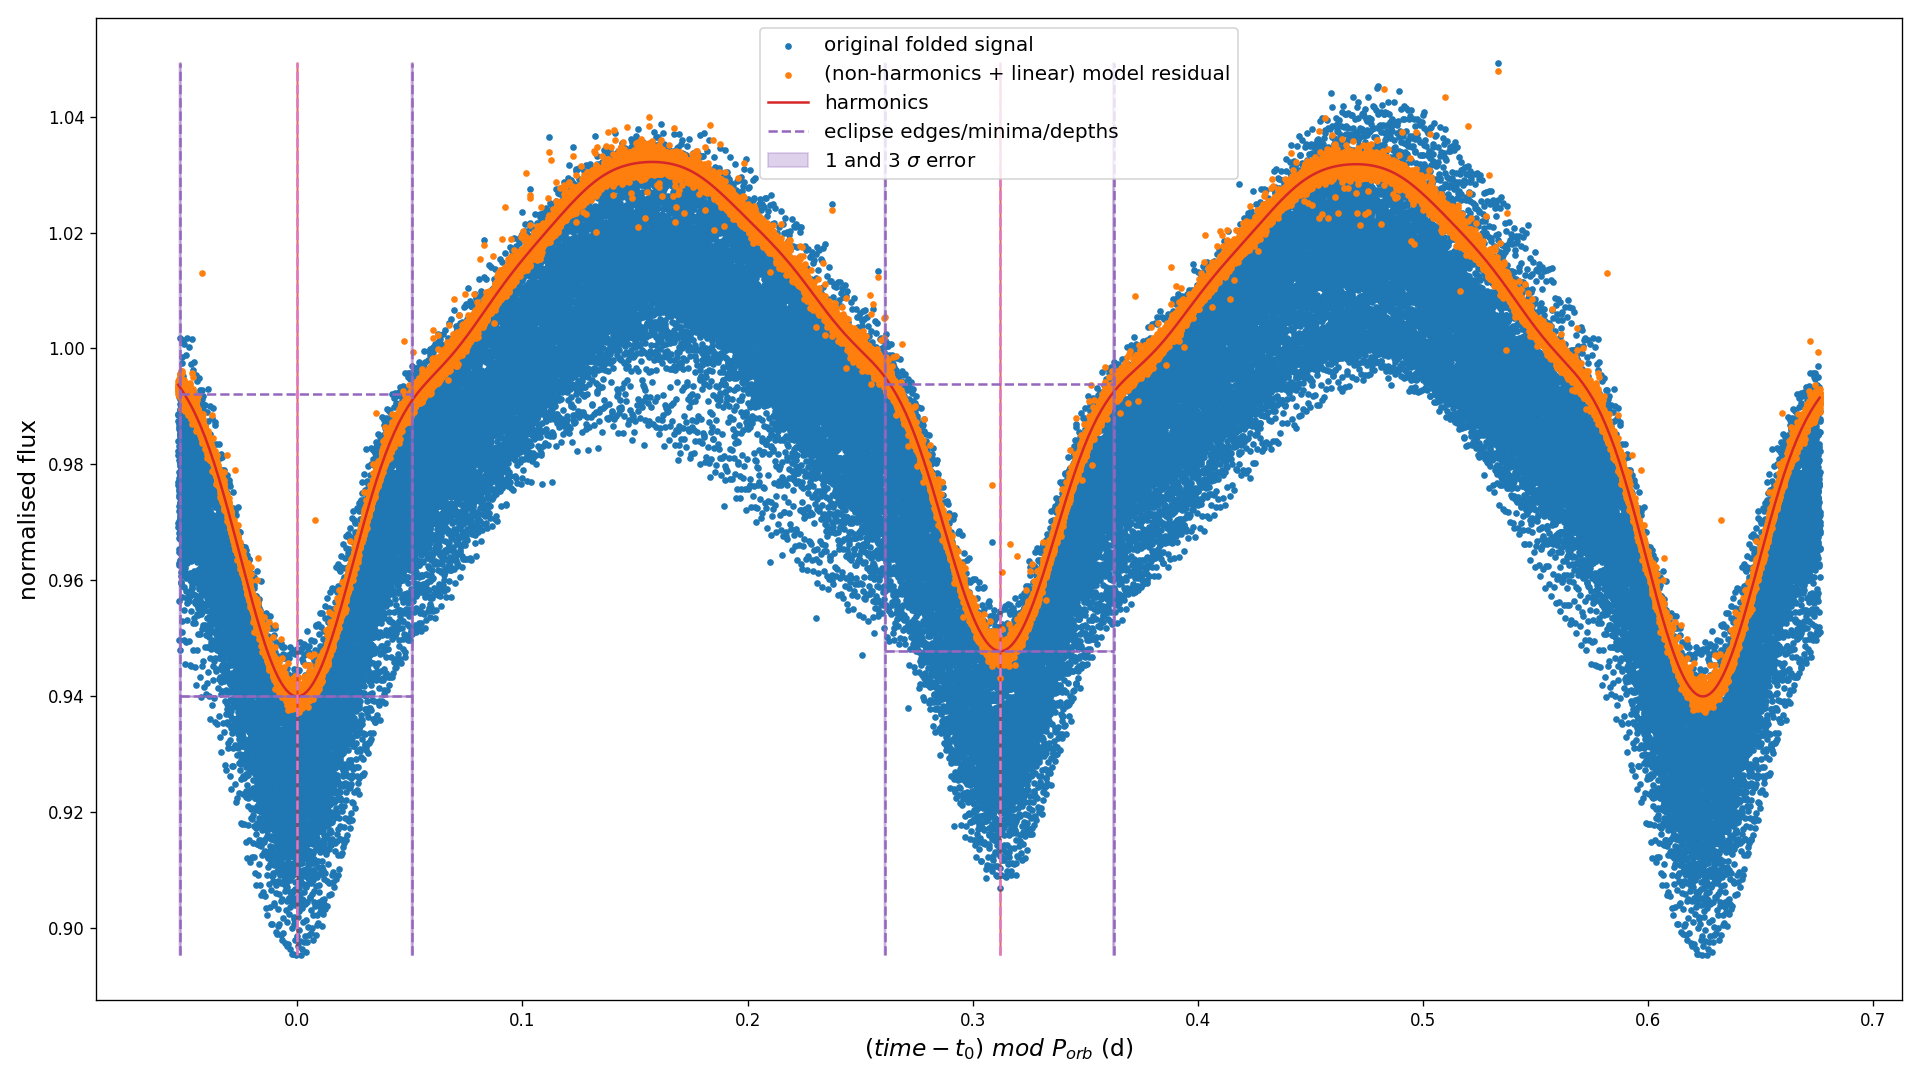 original folded signal
(non-harmonics + linear) model residual
harmonics
eclipse edges/minima/depths
1 and 3 σ error
normalised flux
1.04
1.02
1.00
0.98
0.96
0.94
0.92
0.90
0.0 0.1 0.2 0.3 0.4 0.5 0.6 0.7
(time − t₀) mod Pₒᵣb (d)